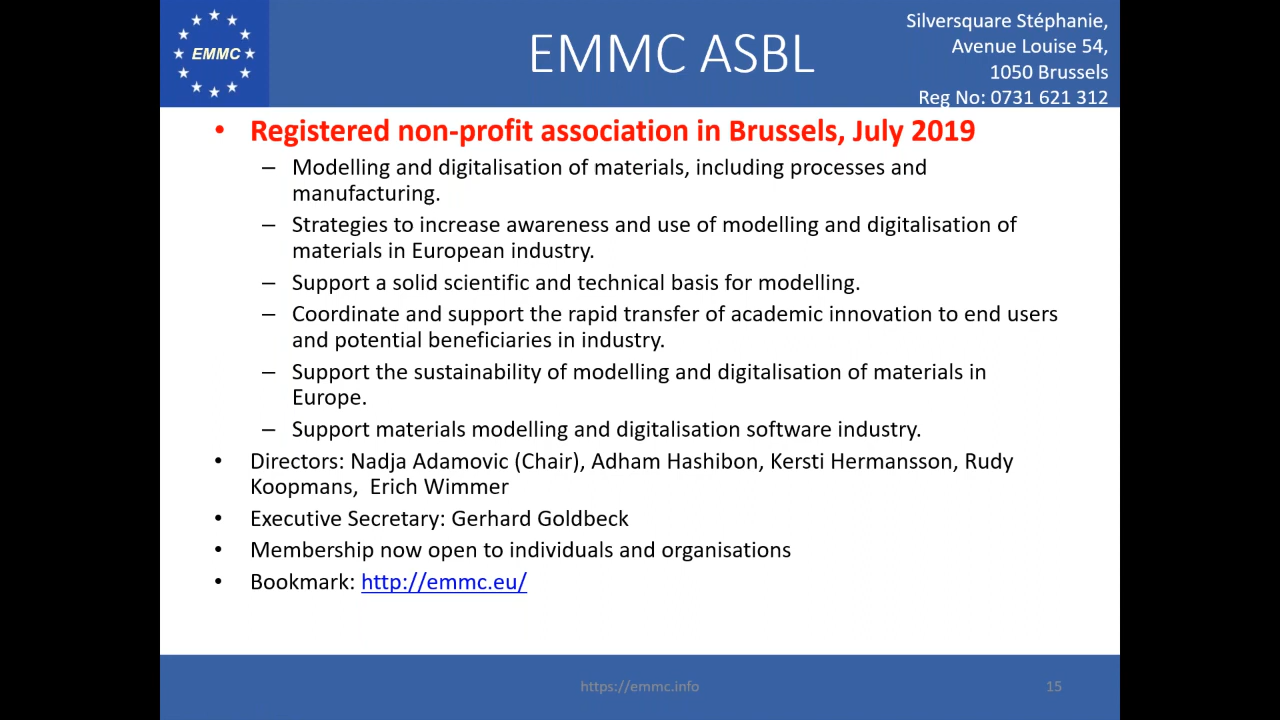 EMMC
EMMC ASBL
Silversquare Stéphanie,
Avenue Louise 54,
1050 Brussels
Reg No: 0731 621 312
• Registered non-profit association in Brussels, July 2019
– Modelling and digitalisation of materials, including processes and
manufacturing.
– Strategies to increase awareness and use of modelling and digitalisation of
materials in European industry.
– Support a solid scientific and technical basis for modelling.
– Coordinate and support the rapid transfer of academic innovation to end users
and potential beneficiaries in industry.
– Support the sustainability of modelling and digitalisation of materials in
Europe.
– Support materials modelling and digitalisation software industry.
• Directors: Nadja Adamovic (Chair), Adham Hashibon, Kersti Hermansson, Rudy
Koopmans,  Erich Wimmer
• Executive Secretary: Gerhard Goldbeck
• Membership now open to individuals and organisations
• Bookmark: http://emmc.eu/
https://emmc.info
15